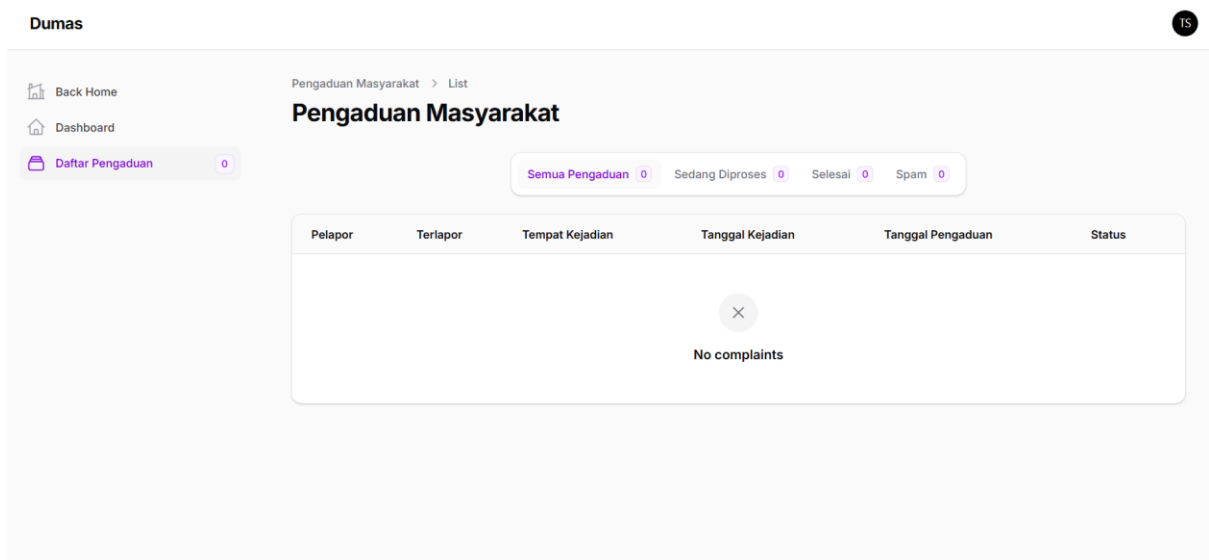 Dumas
TS
Back Home
Dashboard
Daftar Pengaduan 0
Pengaduan Masyarakat > List
Pengaduan Masyarakat
Semua Pengaduan 0 Sedang Diproses 0 Selesai 0 Spam 0
Pelapor Terlapor Tempat Kejadian Tanggal Kejadian Tanggal Pengaduan Status
No complaints